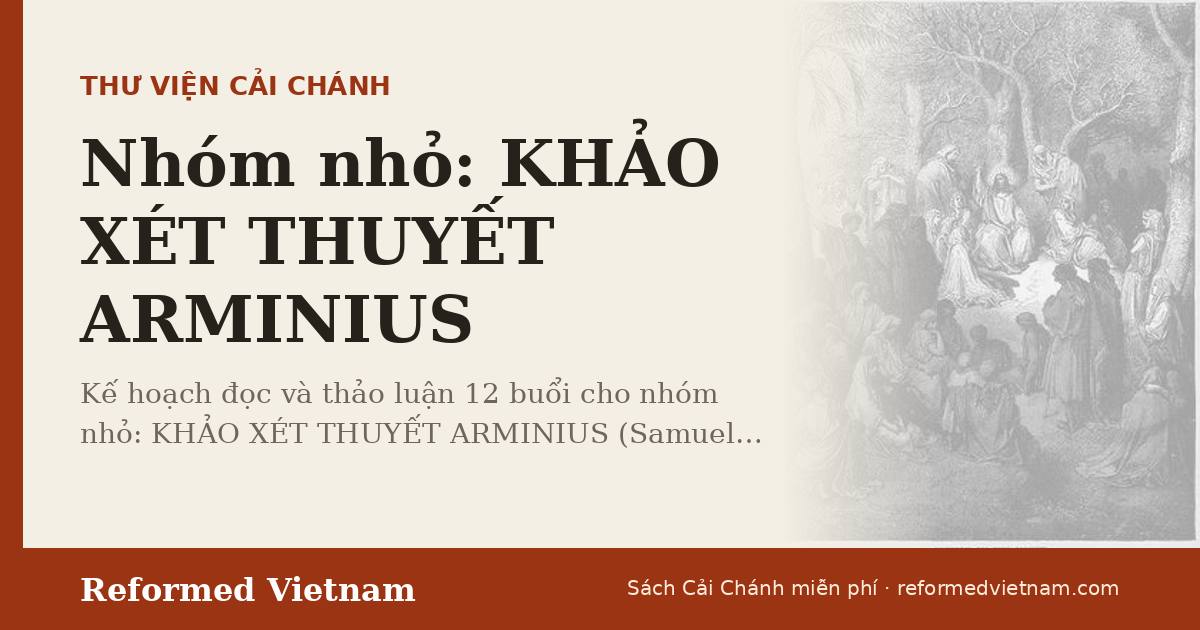 THƯ VIỆN CẢI CHÁNH
Nhóm nhỏ: KHẢO
XÉT THUYẾT
ARMINIUS
Kế hoạch đọc và thảo luận 12 buổi cho nhóm
nhỏ: KHẢO XÉT THUYẾT ARMINIUS (Samuel...
Reformed Vietnam
Sách Cải Chánh miễn phí · reformedvietnam.com